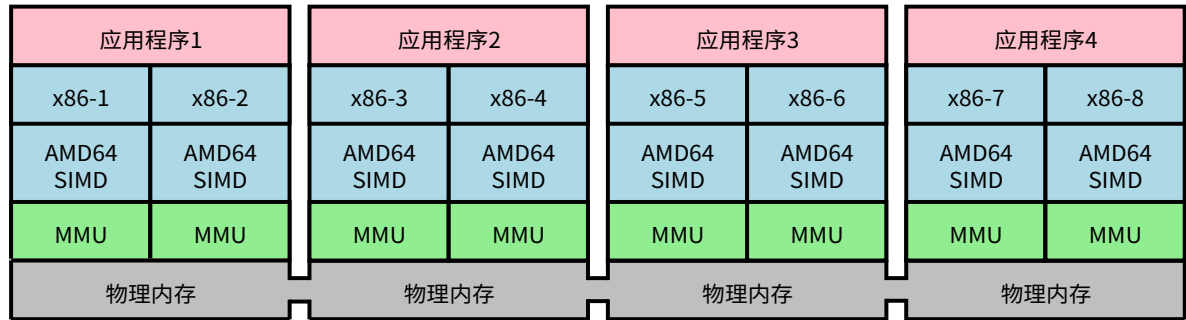 应用程序1 应用程序2 应用程序3 应用程序4
x86-1 x86-2 x86-3 x86-4 x86-5 x86-6 x86-7 x86-8
AMD64 AMD64 AMD64 AMD64 AMD64 AMD64 AMD64 AMD64
SIMD SIMD SIMD SIMD SIMD SIMD SIMD SIMD
MMU MMU MMU MMU MMU MMU MMU MMU
物理内存 物理内存 物理内存 物理内存